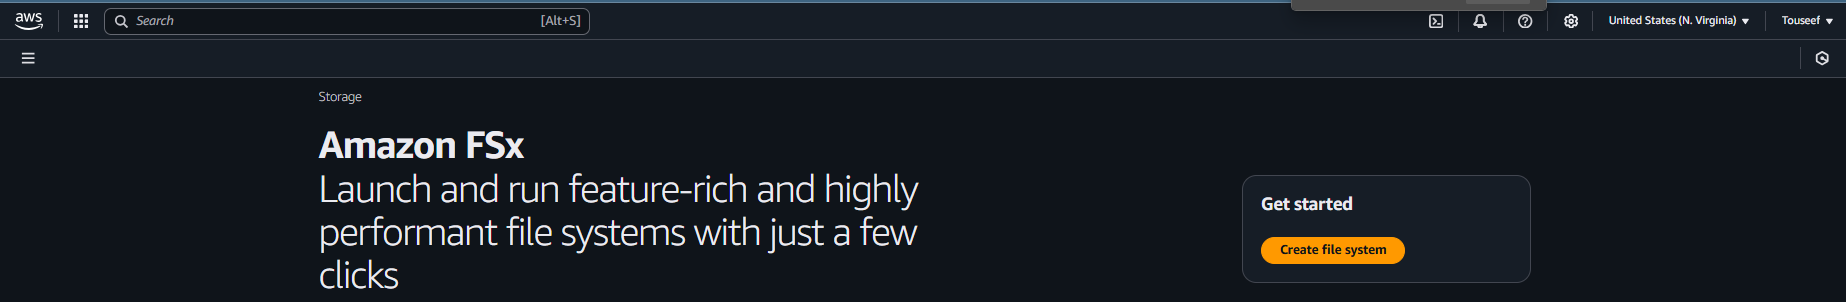 aws
Search [Alt+S]
United States (N. Virginia)
Touseef
Storage
Amazon FSx
Launch and run feature-rich and highly
performant file systems with just a few
clicks
Get started
Create file system